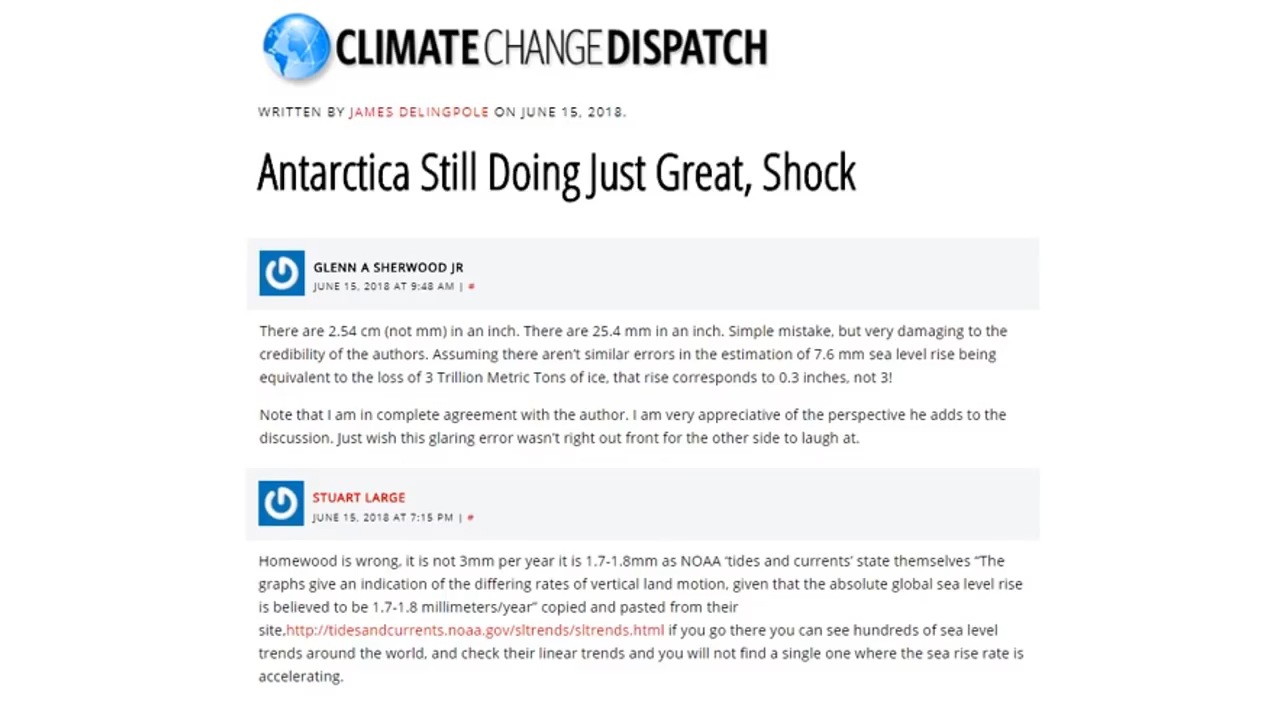 CLIMATE CHANGE DISPATCH
WRITTEN BY JAMES DELINGPOLE ON JUNE 15, 2018.
Antarctica Still Doing Just Great, Shock
GLENN A SHERWOOD JR
JUNE 15, 2018 AT 9:48 AM | #
There are 2.54 cm (not mm) in an inch. There are 25.4 mm in an inch. Simple mistake, but very damaging to the
credibility of the authors. Assuming there aren't similar errors in the estimation of 7.6 mm sea level rise being
equivalent to the loss of 3 Trillion Metric Tons of ice, that rise corresponds to 0.3 inches, not 3!
Note that I am in complete agreement with the author. I am very appreciative of the perspective he adds to the
discussion. Just wish this glaring error wasn't right out front for the other side to laugh at.
STUART LARGE
JUNE 15, 2018 AT 7:15 PM | #
Homewood is wrong, it is not 3mm per year it is 1.7-1.8mm as NOAA 'tides and currents' state themselves "The
graphs give an indication of the differing rates of vertical land motion, given that the absolute global sea level rise
is believed to be 1.7-1.8 millimeters/year" copied and pasted from their
site,http://tidesandcurrents.noaa.gov/sltrends/sltrends.html if you go there you can see hundreds of sea level
trends around the world, and check their linear trends and you will not find a single one where the sea rise rate is
accelerating.